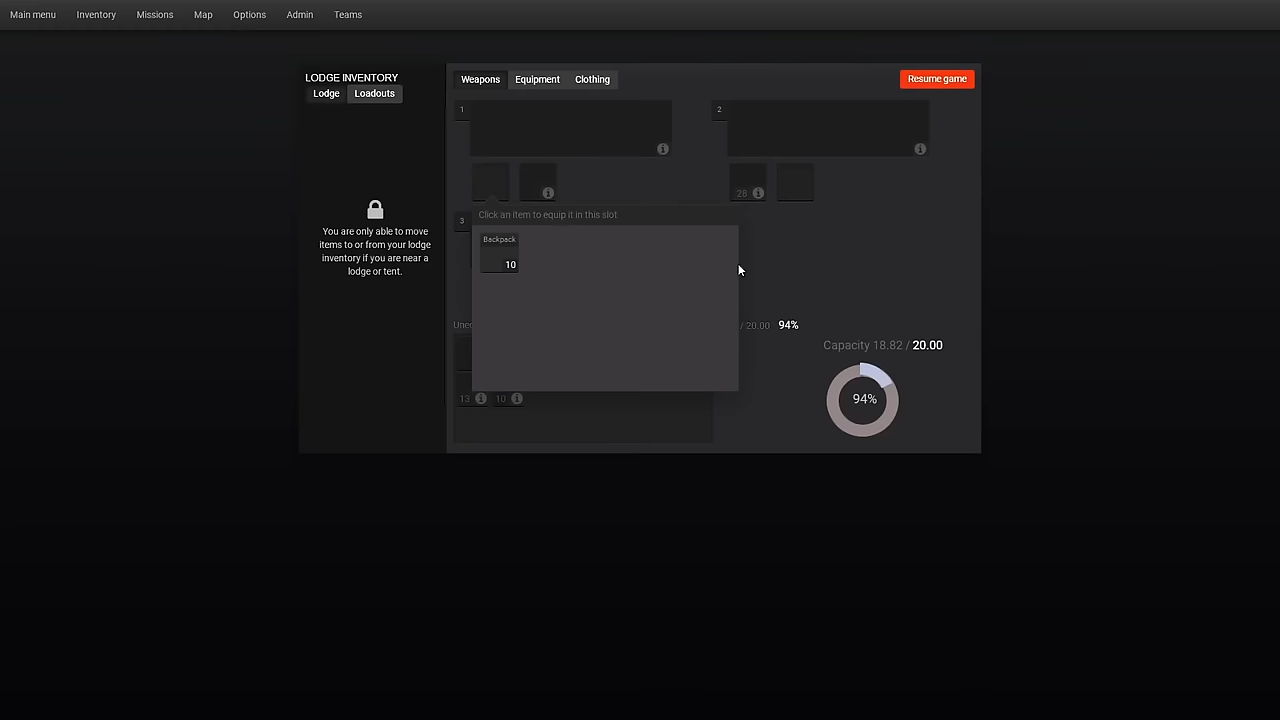 Main menu Inventory Missions Map Options Admin Teams
LODGE INVENTORY
Lodge Loadouts
You are only able to move
items to or from your lodge
inventory if you are near a
lodge or tent.
Weapons Equipment Clothing
Resume game
1
2
28
Click an item to equip it in this slot
3
Backpack
10
/ 20.00 94%
13 10
Capacity 18.82 / 20.00
94%